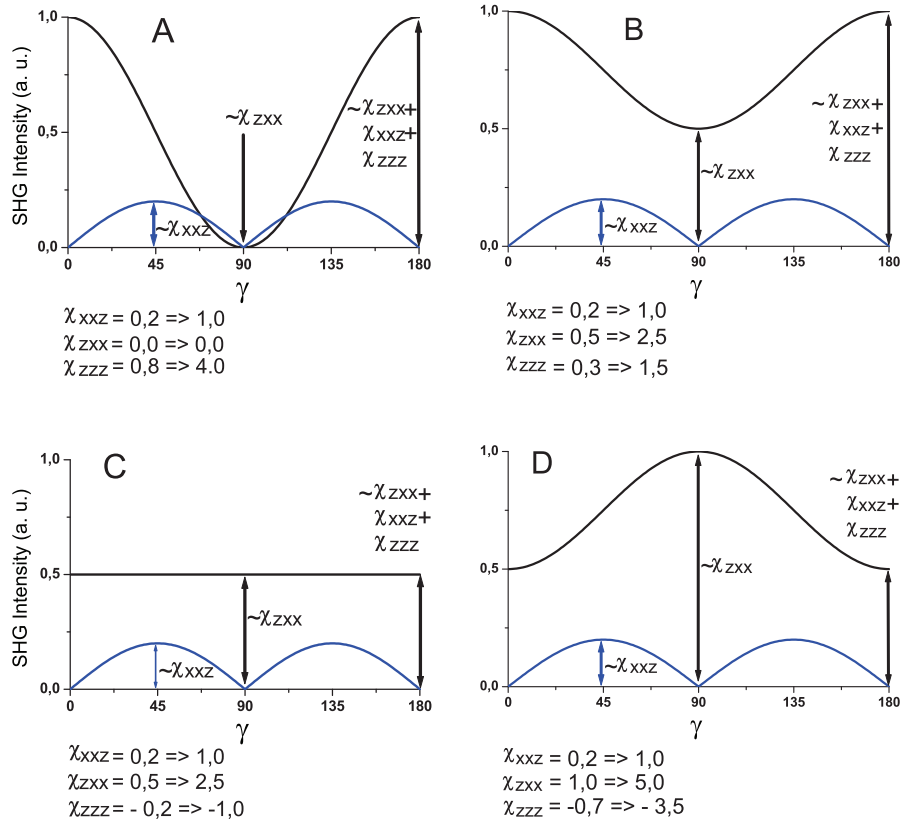 A
SHG Intensity (a. u.)
1,0
0,5
0,0
0 45 90 135 180
γ
~χzxx
~χxxz
~χzxx+
χxxz+
χzzz
χxxz = 0,2 => 1,0
χzxx = 0,0 => 0,0
χzzz = 0,8 => 4.0
B
1,0
0,5
0,0
0 45 90 135 180
γ
~χzxx
~χxxz
~χzxx+
χxxz+
χzzz
χxxz = 0,2 => 1,0
χzxx = 0,5 => 2,5
χzzz = 0,3 => 1,5
C
SHG Intensity (a. u.)
1,0
0,5
0,0
0 45 90 135 180
γ
~χzxx
~χxxz
~χzxx+
χxxz+
χzzz
χxxz = 0,2 => 1,0
χzxx = 0,5 => 2,5
χzzz = - 0,2 => -1,0
D
1,0
0,5
0,0
0 45 90 135 180
γ
~χzxx
~χxxz
~χzxx+
χxxz+
χzzz
χxxz = 0,2 => 1,0
χzxx = 1,0 => 5,0
χzzz = -0,7 => - 3,5